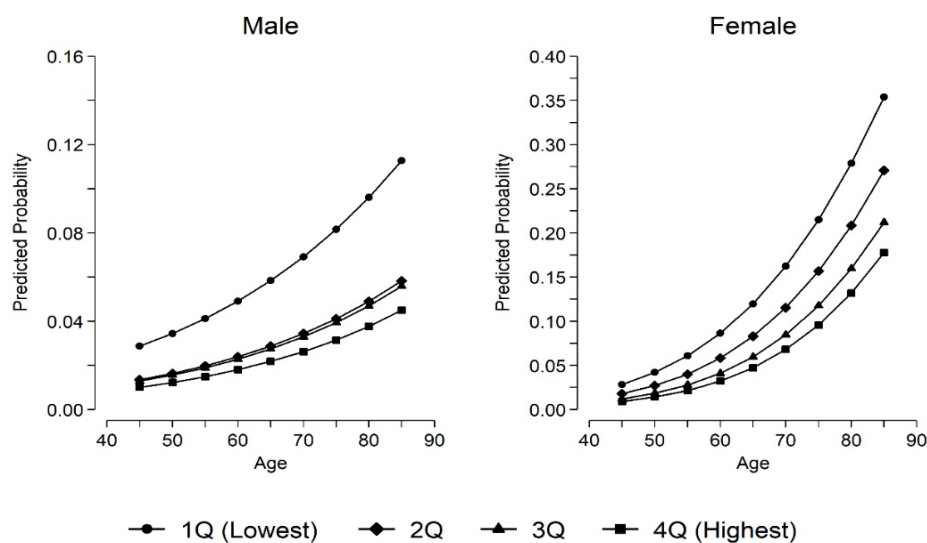 Male
Predicted Probability
0.16
0.12
0.08
0.04
0.00
40 50 60 70 80 90
Age
Female
Predicted Probability
0.40
0.35
0.30
0.25
0.20
0.15
0.10
0.05
0.00
40 50 60 70 80 90
Age
1Q (Lowest) 2Q 3Q 4Q (Highest)